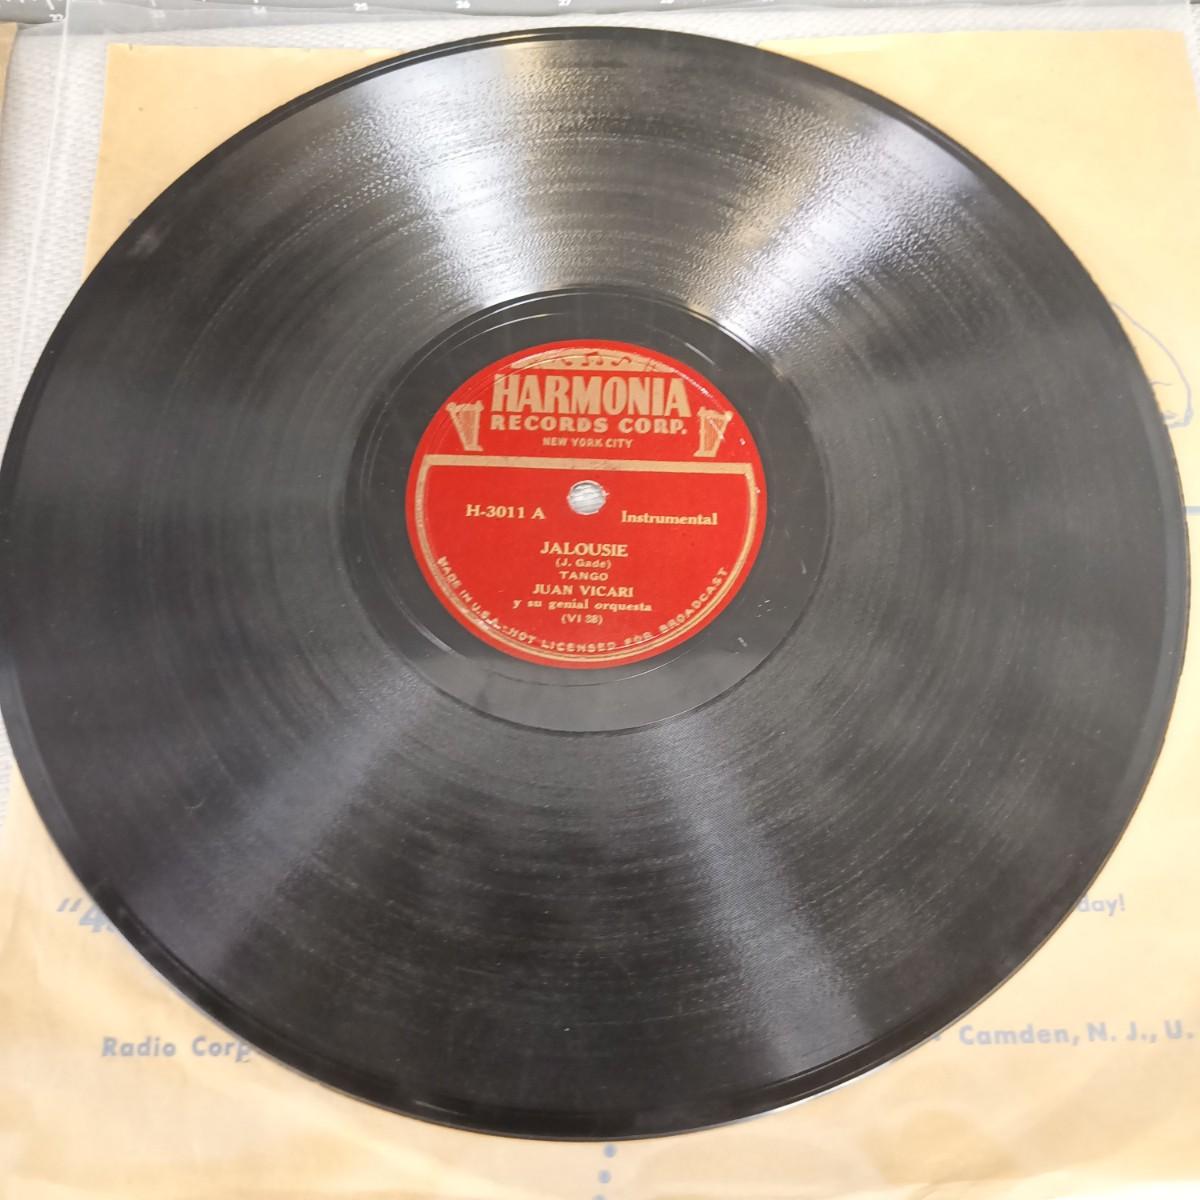 HARMONIA
RECORDS CORP.
NEW YORK CITY
H-3011 A
Instrumental
JALOUSIE
(J. Gade)
TANGO
JUAN VICARI
y su genial orquesta
(VI 38)
MADE IN U.S.A. NOT LICENSED FOR BROADCAST
day!
Radio Corp
Camden, N. J., U.